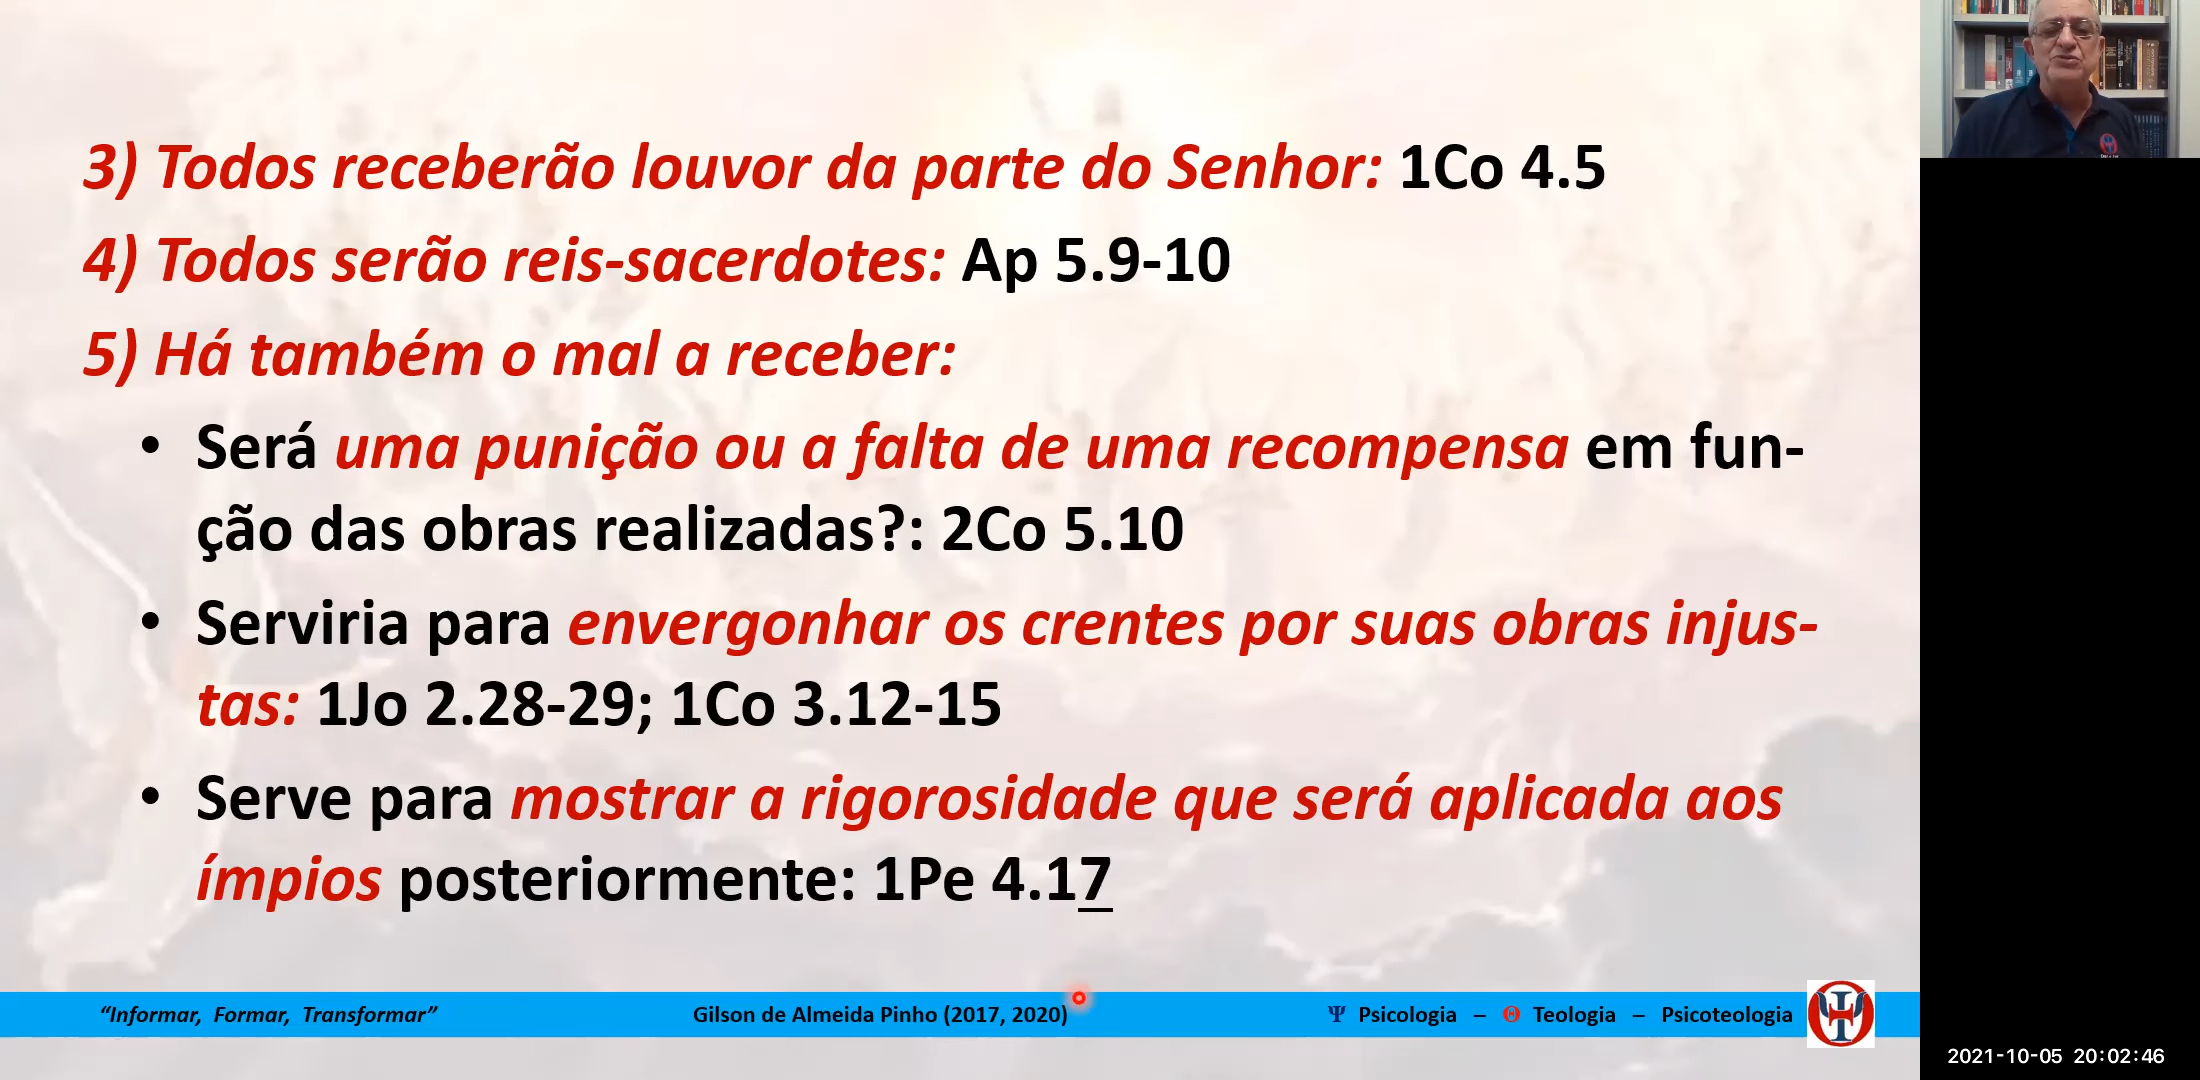 3) Todos receberão louvor da parte do Senhor: 1Co 4.5
4) Todos serão reis-sacerdotes: Ap 5.9-10
5) Há também o mal a receber:
• Será uma punição ou a falta de uma recompensa em fun-
ção das obras realizadas?: 2Co 5.10
• Serviria para envergonhar os crentes por suas obras injus-
tas: 1Jo 2.28-29; 1Co 3.12-15
• Serve para mostrar a rigorosidade que será aplicada aos
ímpios posteriormente: 1Pe 4.17
“Informar, Formar, Transformar” Gilson de Almeida Pinho (2017, 2020) Ψ Psicologia – Θ Teologia – Psicoteologia
2021-10-05 20:02:46